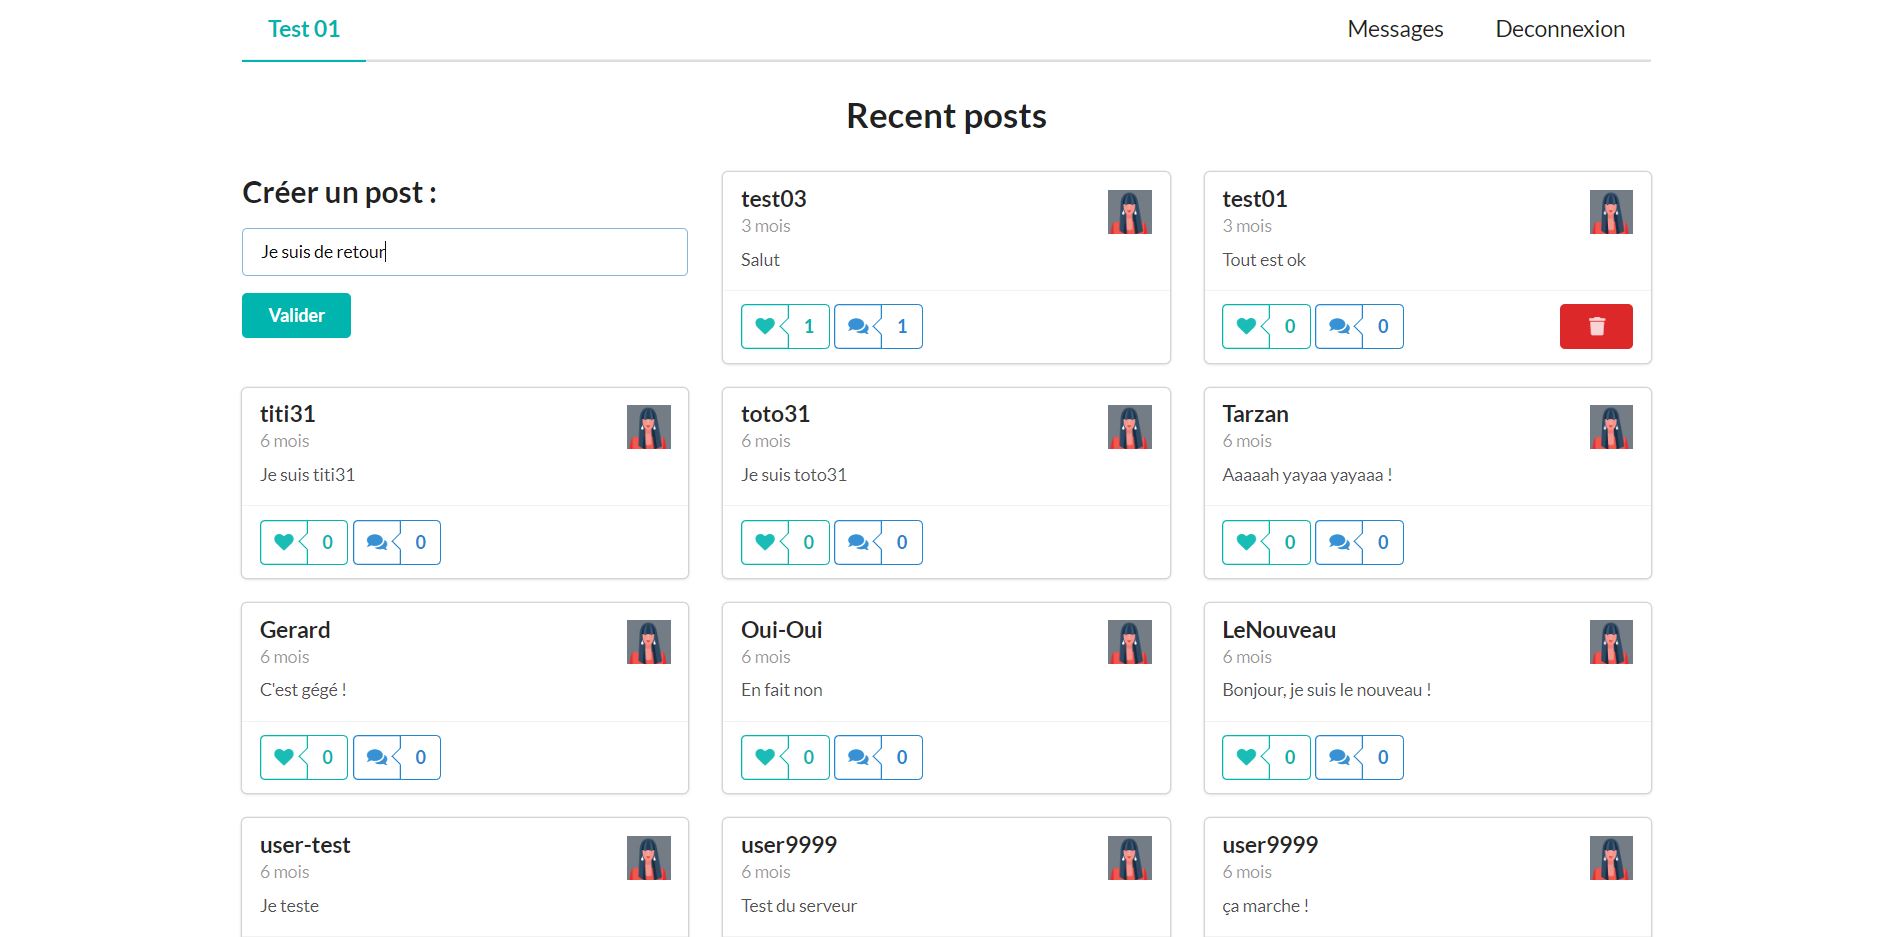 Test 01
Messages
Deconnexion
Recent posts
Créer un post :
Je suis de retour
Valider
test03
3 mois
Salut
1
1
test01
3 mois
Tout est ok
0
0
titi31
6 mois
Je suis titi31
0
0
toto31
6 mois
Je suis toto31
0
0
Tarzan
6 mois
Aaaaah yayaa yayaaa !
0
0
Gerard
6 mois
C'est gégé !
0
0
Oui-Oui
6 mois
En fait non
0
0
LeNouveau
6 mois
Bonjour, je suis le nouveau !
0
0
user-test
6 mois
Je teste
user9999
6 mois
Test du serveur
user9999
6 mois
ça marche !